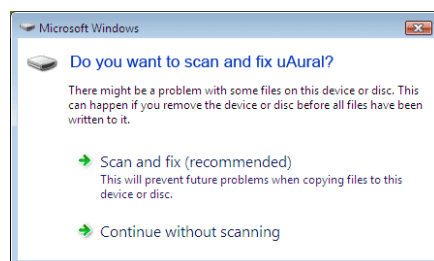 Microsoft Windows
Do you want to scan and fix uAural?
There might be a problem with some files on this device or disc. This
can happen if you remove the device or disc before all files have been
written to it.
Scan and fix (recommended)
This will prevent future problems when copying files to this
device or disc.
Continue without scanning